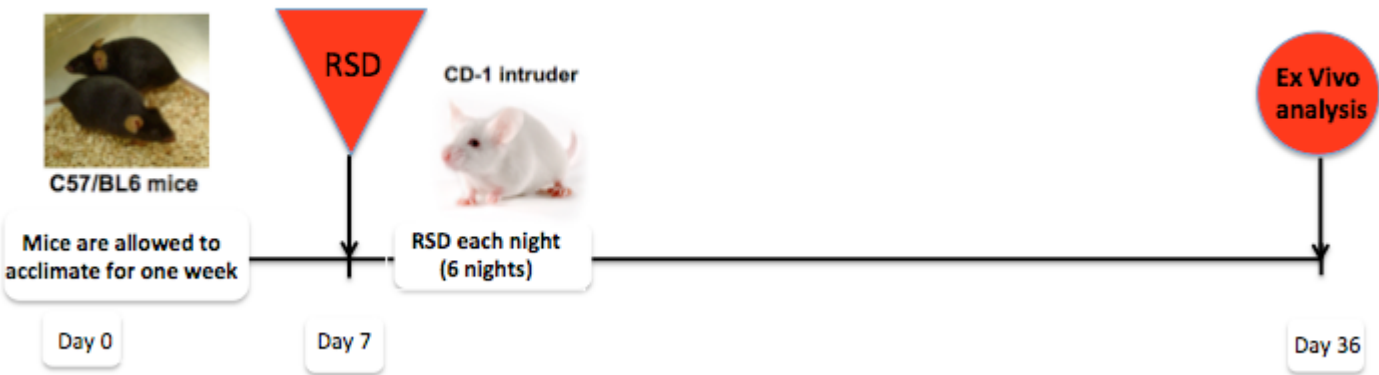 RSD
CD-1 intruder
Ex Vivo
analysis
C57/BL6 mice
Mice are allowed to
acclimate for one week
RSD each night
(6 nights)
Day 0
Day 7
Day 36